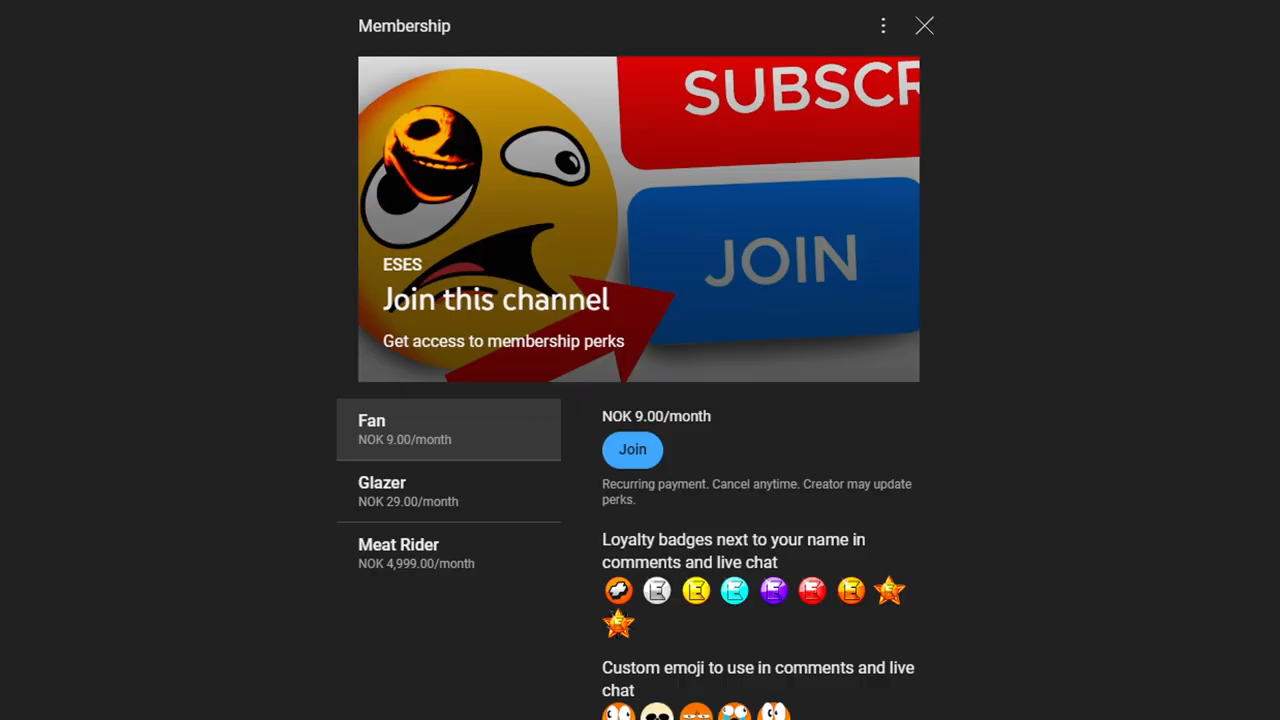 Membership
SUBSCR
JOIN
ESES
Join this channel
Get access to membership perks
Fan
NOK 9.00/month
Glazer
NOK 29.00/month
Meat Rider
NOK 4,999.00/month
NOK 9.00/month
Join
Recurring payment. Cancel anytime. Creator may update
perks.
Loyalty badges next to your name in
comments and live chat
E E E E E E E
E
Custom emoji to use in comments and live
chat